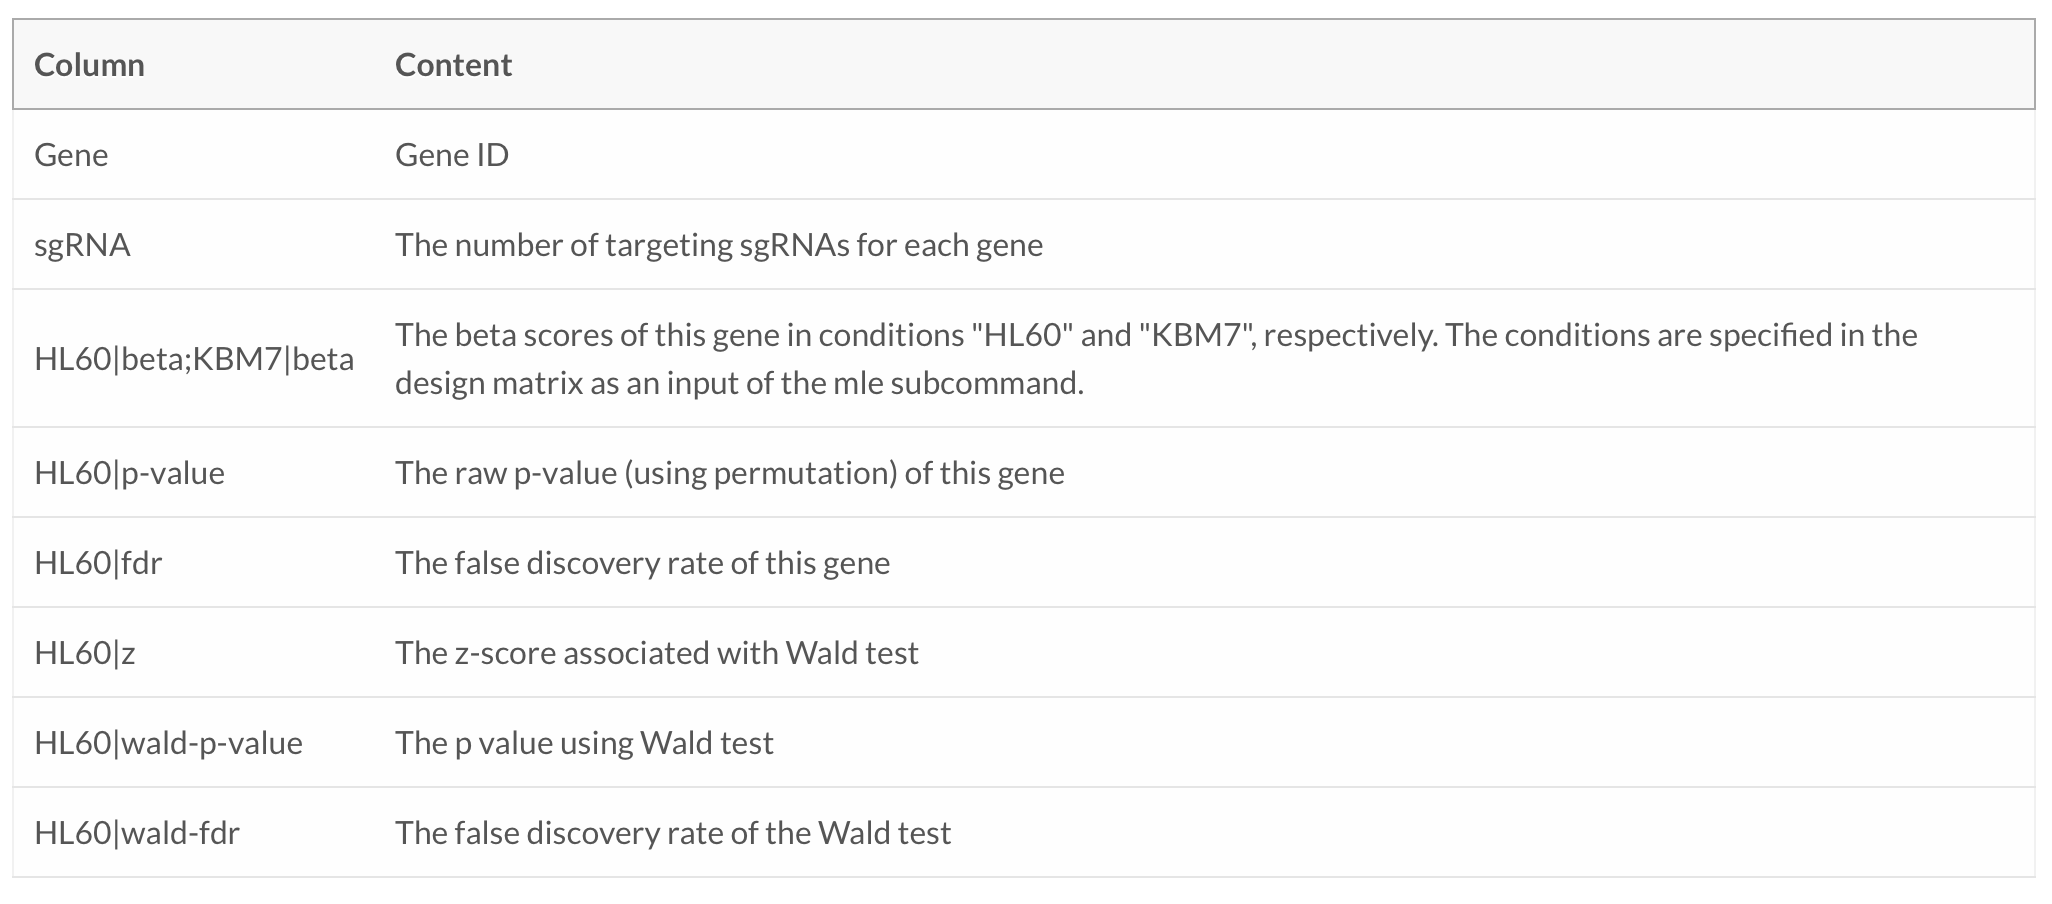 Column Content
Gene Gene ID
sgRNA The number of targeting sgRNAs for each gene
HL60|beta;KBM7|beta The beta scores of this gene in conditions "HL60" and "KBM7", respectively. The conditions are specified in the
design matrix as an input of the mle subcommand.
HL60|p-value The raw p-value (using permutation) of this gene
HL60|fdr The false discovery rate of this gene
HL60|z The z-score associated with Wald test
HL60|wald-p-value The p value using Wald test
HL60|wald-fdr The false discovery rate of the Wald test